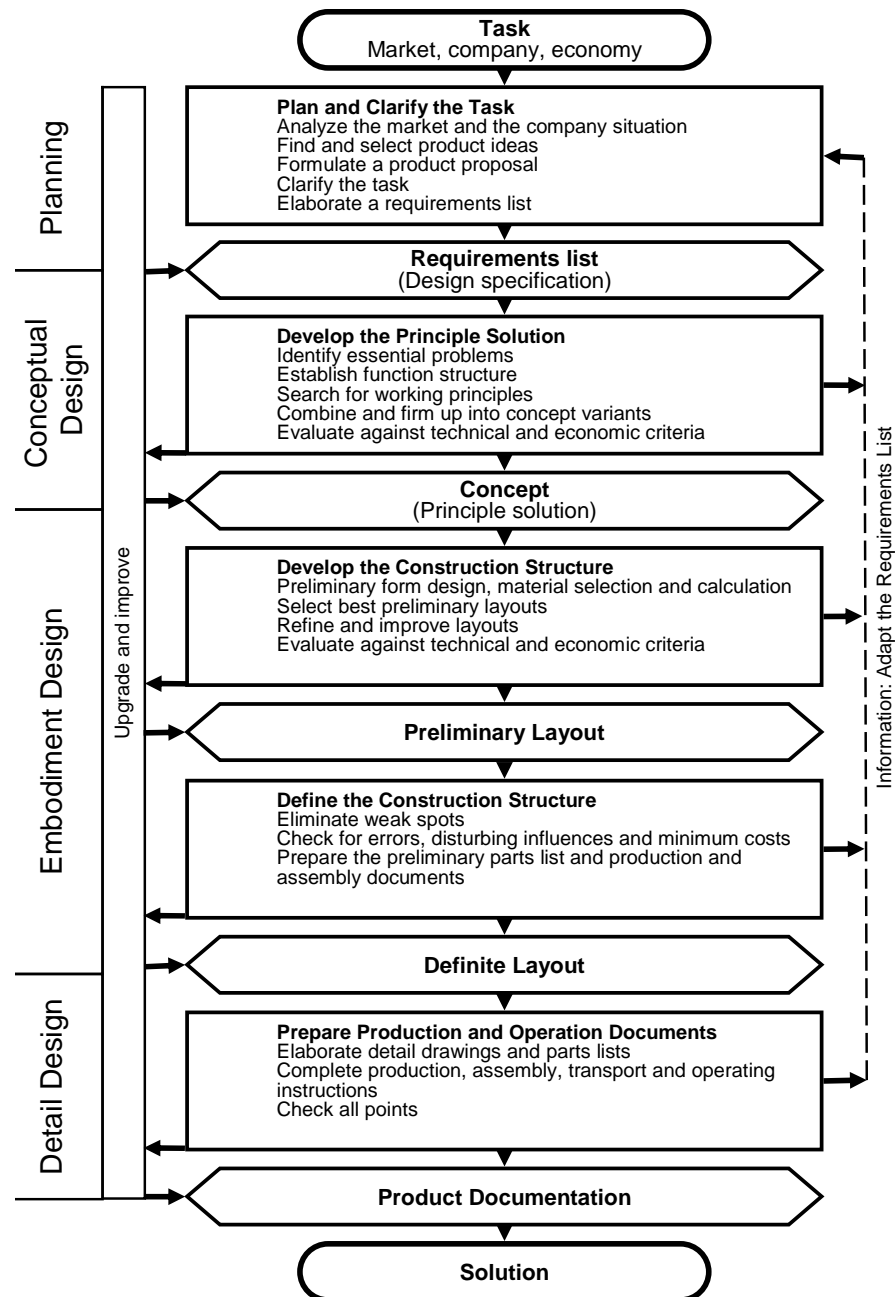 Task
Market, company, economy
Planning
Plan and Clarify the Task
Analyze the market and the company situation
Find and select product ideas
Formulate a product proposal
Clarify the task
Elaborate a requirements list
Requirements list
(Design specification)
Conceptual
Design
Develop the Principle Solution
Identify essential problems
Establish function structure
Search for working principles
Combine and firm up into concept variants
Evaluate against technical and economic criteria
Concept
(Principle solution)
Upgrade and improve
Information: Adapt the Requirements List
Embodiment Design
Develop the Construction Structure
Preliminary form design, material selection and calculation
Select best preliminary layouts
Refine and improve layouts
Evaluate against technical and economic criteria
Preliminary Layout
Define the Construction Structure
Eliminate weak spots
Check for errors, disturbing influences and minimum costs
Prepare the preliminary parts list and production and
assembly documents
Definite Layout
Detail Design
Prepare Production and Operation Documents
Elaborate detail drawings and parts lists
Complete production, assembly, transport and operating
instructions
Check all points
Product Documentation
Solution